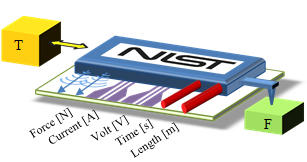 T
NIST
Force [N]
Current [A]
Volt [V]
Time [s]
Length [m]
F